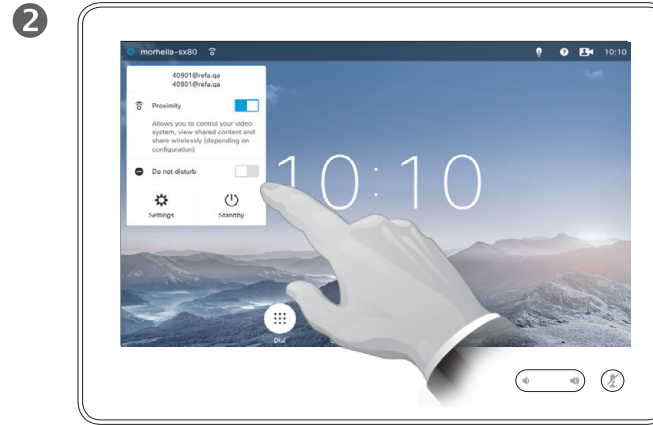 2
morhella-sx80
10:10
40901@refa.qa
40901@refa.qa
Proximity
Allows you to
control your video
system, view
shared content and
share wirelessly (depending on
configuration)
Do not disturb
10:10
Settings
Standby
Dial